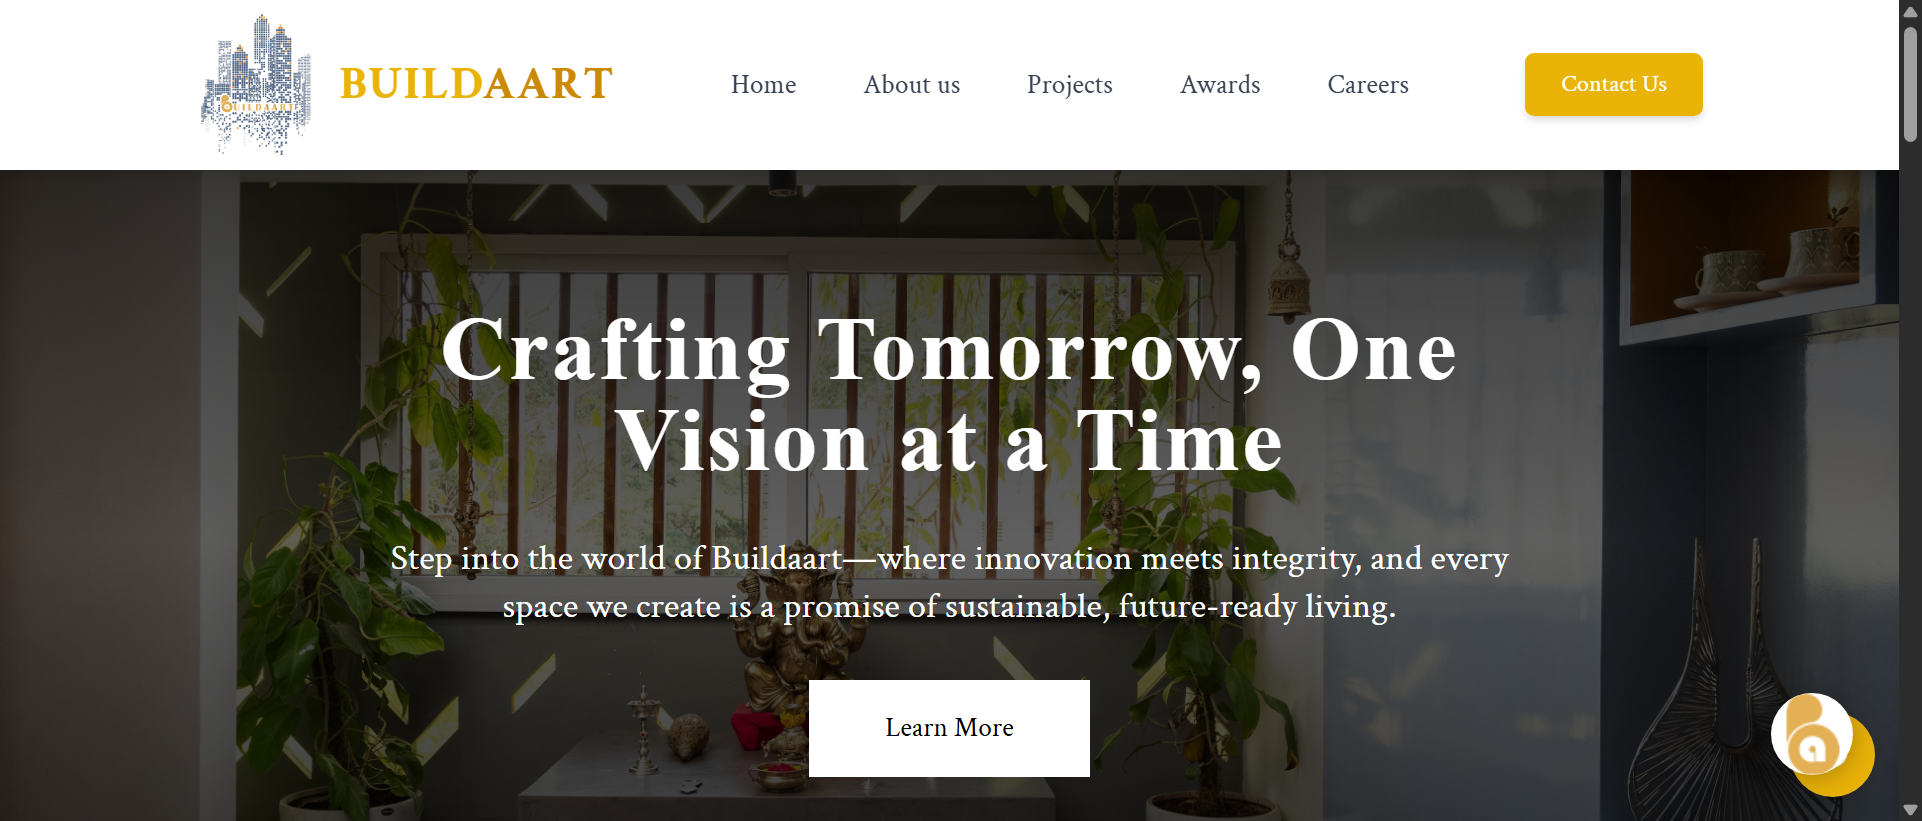 BUILDAART
BUILDAART
Home
About us
Projects
Awards
Careers
Contact Us
Crafting Tomorrow, One
Vision at a Time
Step into the world of Buildaart—where innovation meets integrity, and every
space we create is a promise of sustainable, future-ready living.
Learn More
Ba